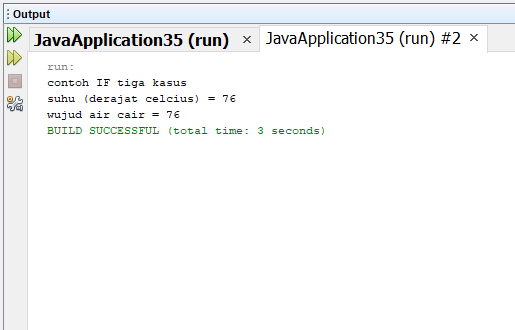 Output
JavaApplication35 (run) × JavaApplication35 (run) #2 ×
run:
contoh IF tiga kasus
suhu (derajat celcius) = 76
wujud air cair = 76
BUILD SUCCESSFUL (total time: 3 seconds)